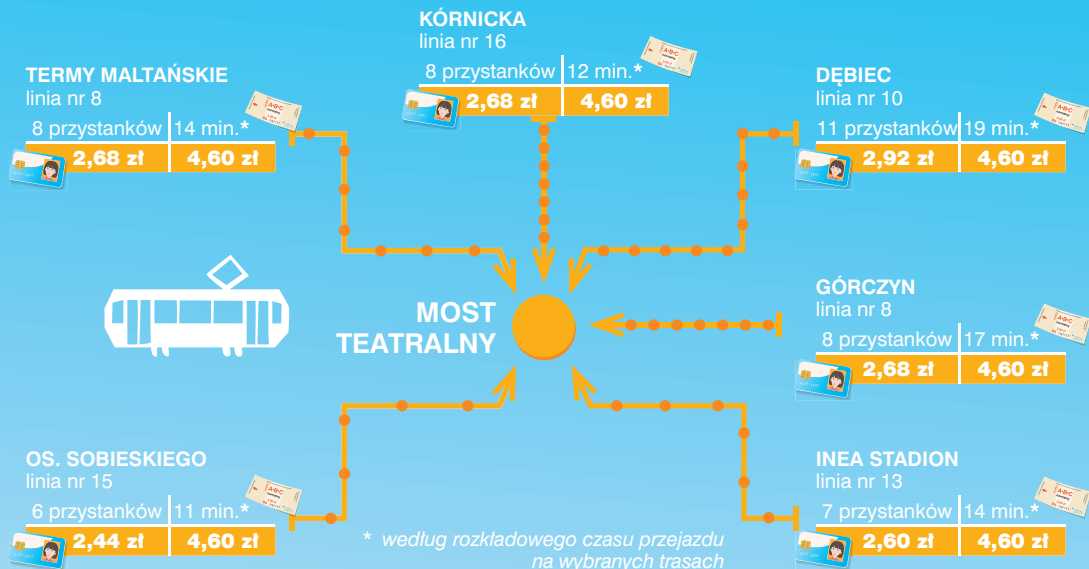 KÓRNICKA
linia nr 16
8 przystanków 12 min.*
2,68 zł 4,60 zł
TERMY MALTAŃSKIE
linia nr 8
8 przystanków 14 min.*
2,68 zł 4,60 zł
DĘBIEC
linia nr 10
11 przystanków 19 min.*
2,92 zł 4,60 zł
MOST
TEATRALNY
GÓRCZYN
linia nr 8
8 przystanków 17 min.*
2,68 zł 4,60 zł
OS. SOBIESKIEGO
linia nr 15
6 przystanków 11 min.*
2,44 zł 4,60 zł
INEA STADION
linia nr 13
7 przystanków 14 min.*
2,60 zł 4,60 zł
* według rozkładowego czasu przejazdu
na wybranych trasach